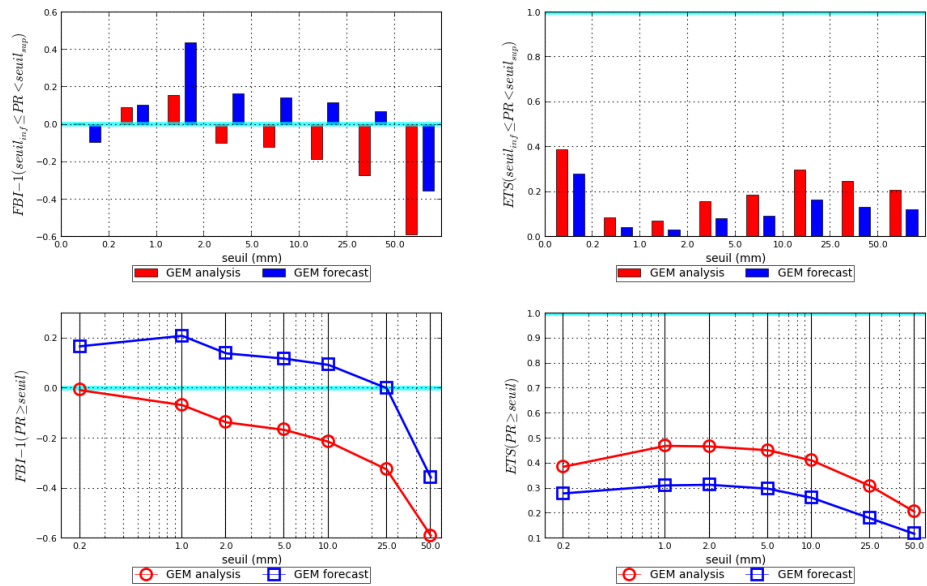 0.6
0.4
0.2
0.0
−0.2
−0.4
−0.6
FBI−1(seuil_inf ≤ PR < seuil_sup)
0.0 0.2 1.0 2.0 5.0 10.0 25.0 50.0
seuil (mm)
GEM analysis GEM forecast
1.0
0.8
0.6
0.4
0.2
0.0
ETS(seuil_inf ≤ PR < seuil_sup)
0.0 0.2 1.0 2.0 5.0 10.0 25.0 50.0
seuil (mm)
GEM analysis GEM forecast
0.2
0.0
−0.2
−0.4
−0.6
FBI−1(PR ≥ seuil)
0.2 1.0 2.0 5.0 10.0 25.0 50.0
seuil (mm)
GEM analysis GEM forecast
1.0
0.9
0.8
0.7
0.6
0.5
0.4
0.3
0.2
0.1
ETS(PR ≥ seuil)
0.2 1.0 2.0 5.0 10.0 25.0 50.0
seuil (mm)
GEM analysis GEM forecast